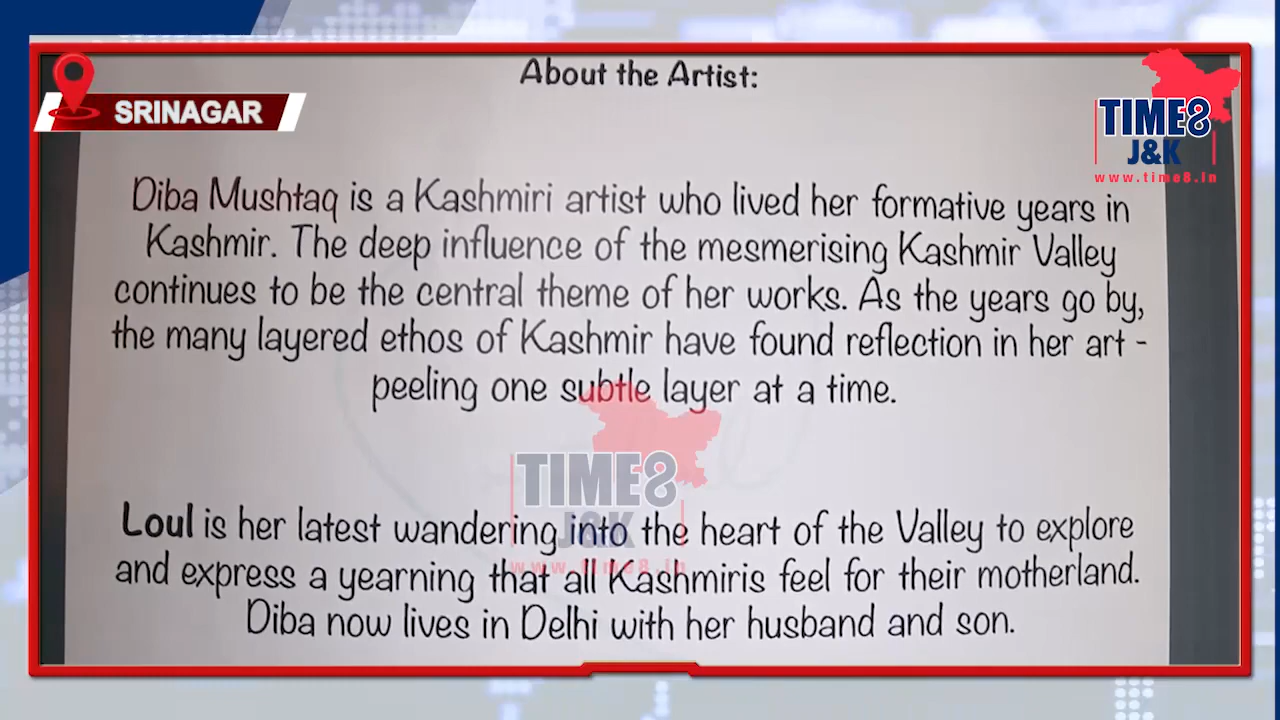 About the Artist:
SRINAGAR
TIME8
J&K
www.time8.in
Diba Mushtaq is a Kashmiri artist who lived her formative years in
Kashmir. The deep influence of the mesmerising Kashmir Valley
continues to be the central theme of her works. As the years go by,
the many layered ethos of Kashmir have found reflection in her art -
peeling one subtle layer at a time.
TIME8
J&K
www.time8.in
Loul is her latest wandering into the heart of the Valley to explore
and express a yearning that all Kashmiris feel for their motherland.
Diba now lives in Delhi with her husband and son.